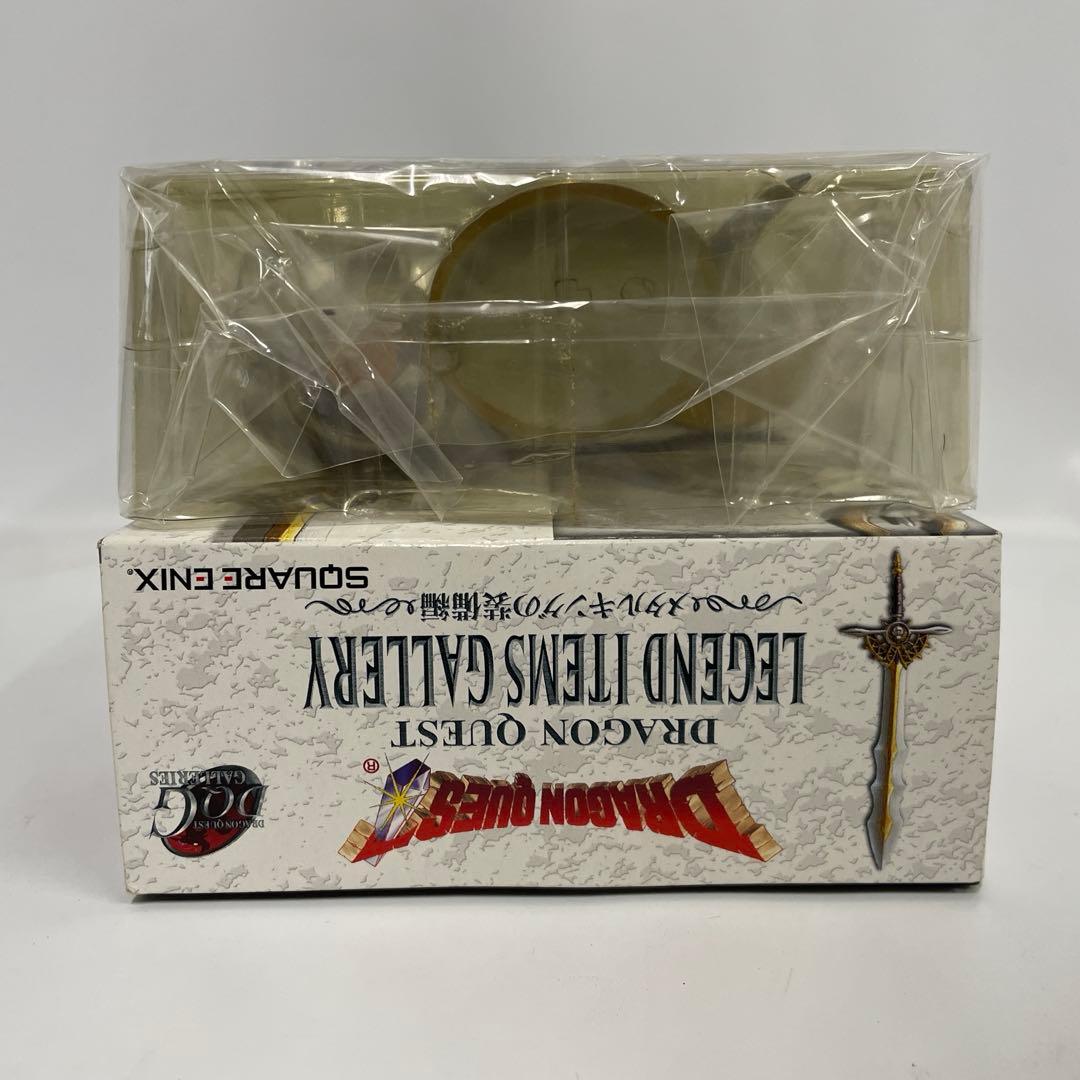 DRAGON QUEST®
DRAGON QUEST
LEGEND ITEMS GALLERY
メタルキングの装備編
SQUARE ENIX®
DRAGON QUEST
DQG
GALLERIES